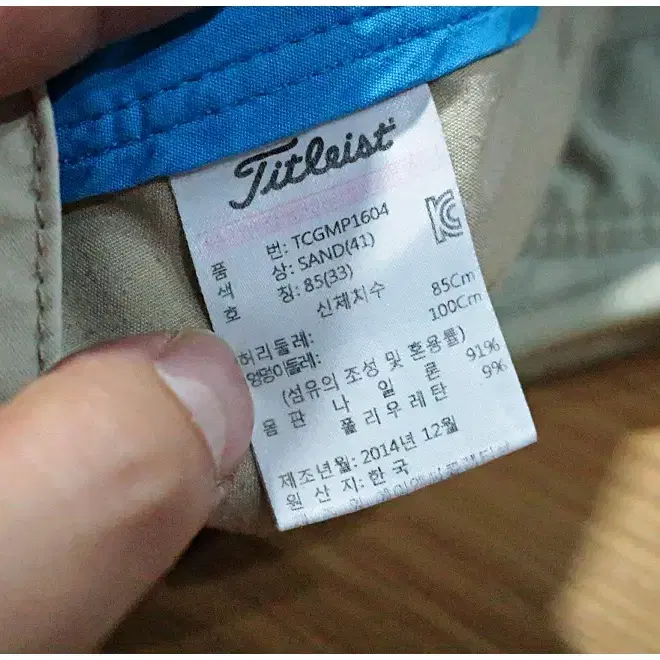 Titleist
품 번: TCGMP1604
색 상: SAND(41)
호 칭: 85(33)
신체치수
허리둘레: 85Cm
엉덩이둘레: 100Cm
(섬유의 조성 및 혼용률)
몸 판 나 일 론 91%
폴 리 우 레 탄 9%
제조년월: 2014년 12월
원 산 지: 한 국